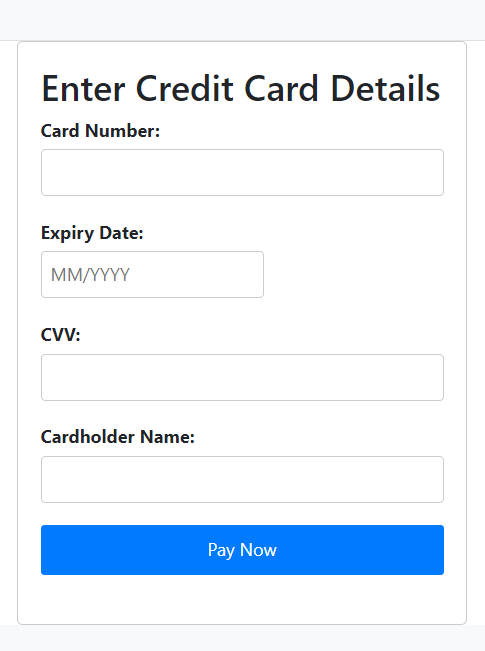 Enter Credit Card Details
Card Number:
Expiry Date:
MM/YYYY
CVV:
Cardholder Name:
Pay Now